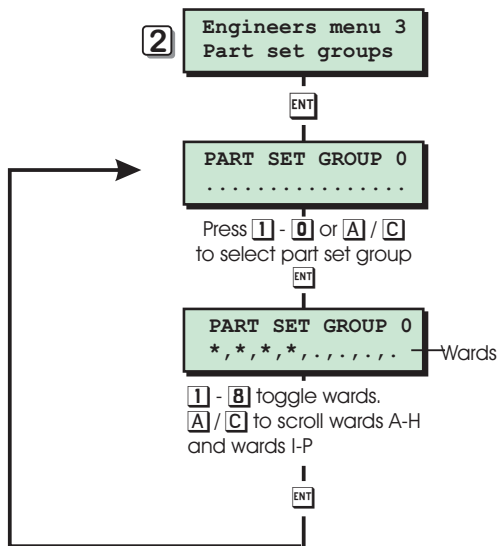 2
Engineers menu 3
Part set groups
ENT
PART SET GROUP 0
................
Press 1 - 0 or A / C
to select part set group
ENT
PART SET GROUP 0
*,*,*,*,.,.,.,.
Wards
1 - 8 toggle wards.
A / C to scroll wards A-H
and wards I-P
ENT